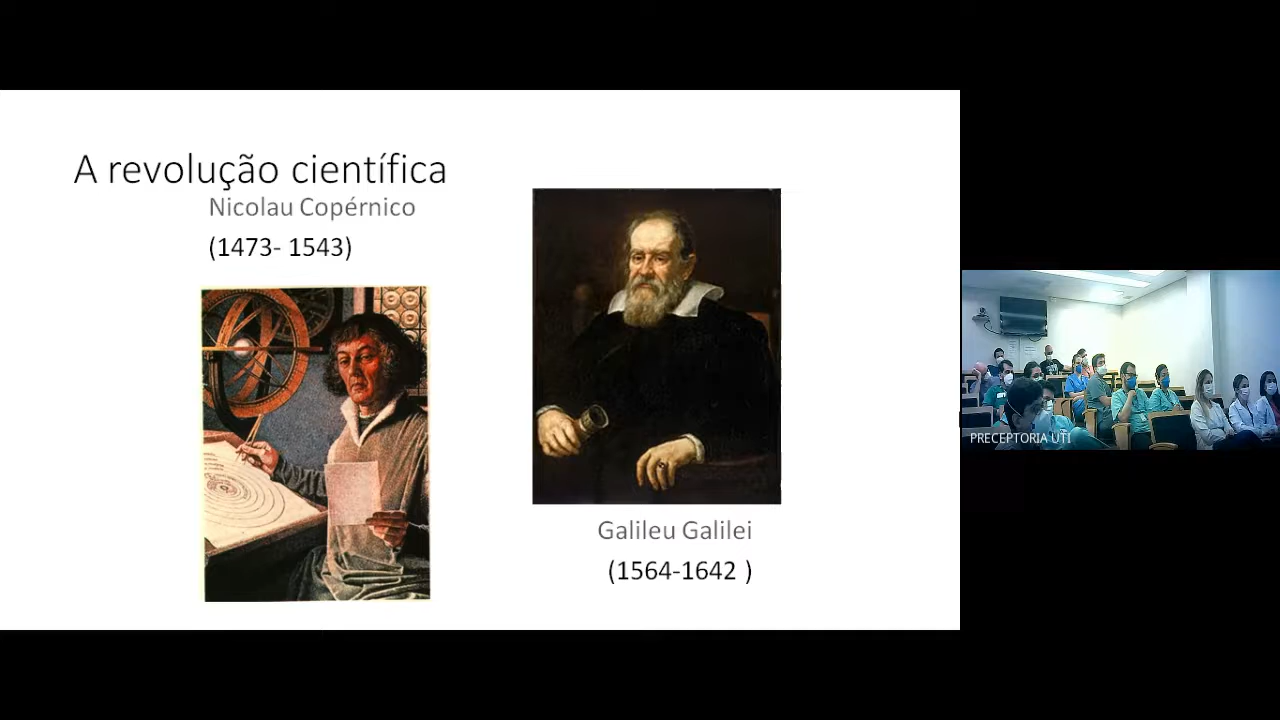 A revolução científica
Nicolau Copérnico
(1473- 1543)
Galileu Galilei
(1564-1642 )
PRECEPTORIA UTI